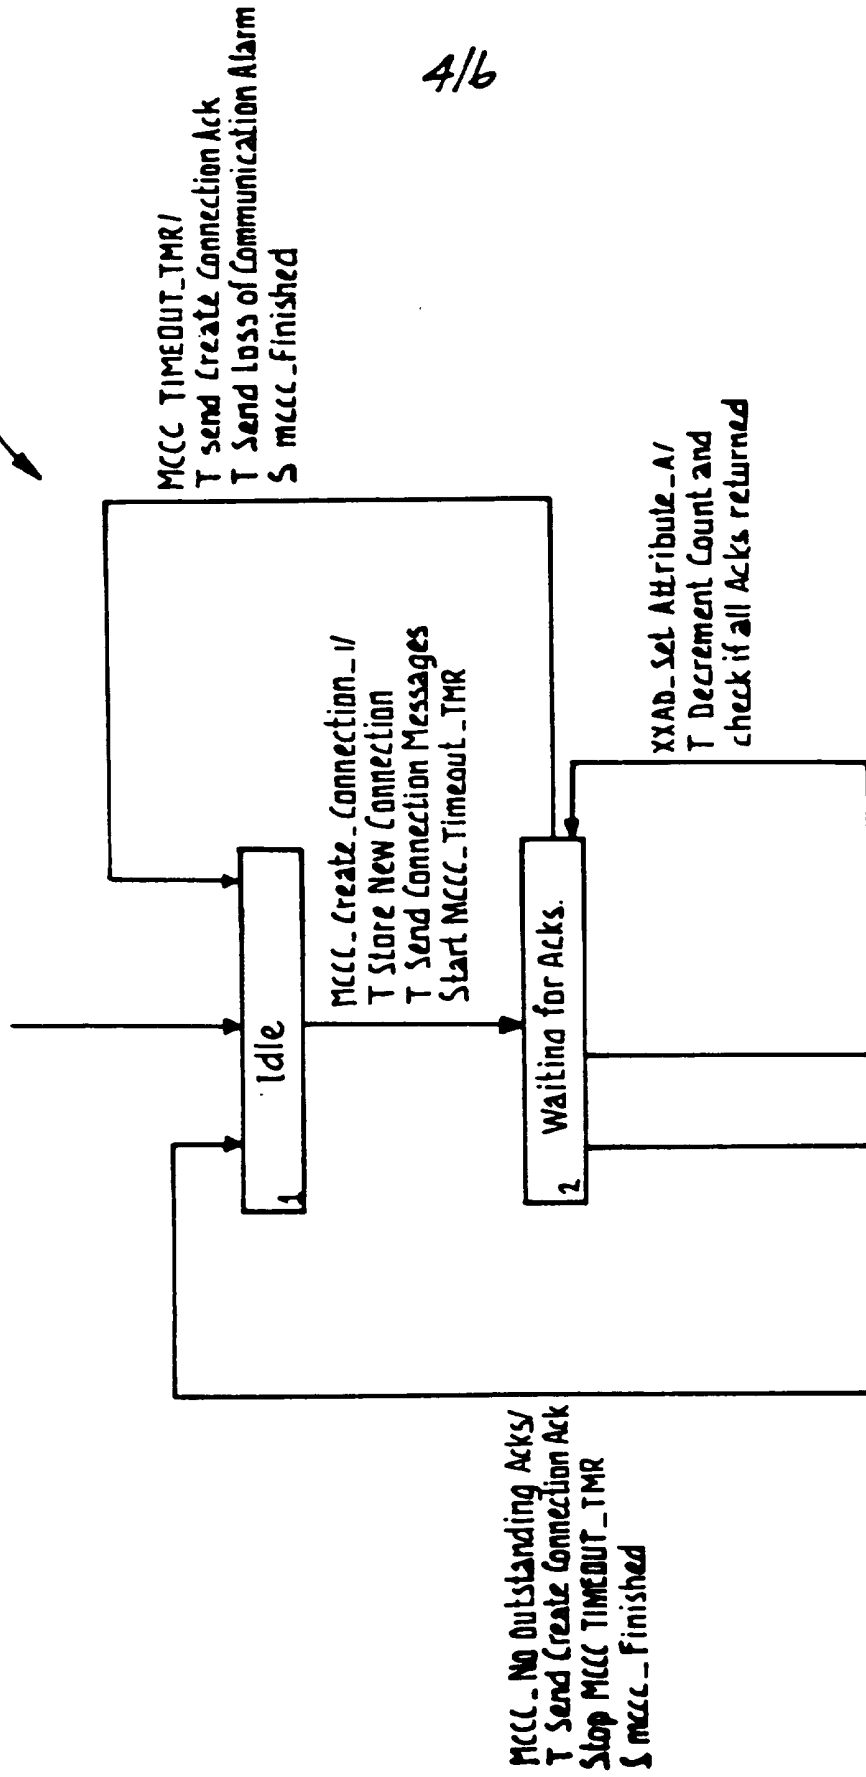 4/6
MCCC TIMEOUT_TMR/
T send Create Connection Ack
T Send Loss of Communication Alarm
S mccc_Finished
Idle
1
MCCC_Create_Connection_1/
T Store New Connection
T Send Connection Messages
Start MCCC_Timeout_TMR
Waiting for Acks.
2
XXAD_Set Attribute_A/
T Decrement Count and
check if all Acks returned
MCCC_No Outstanding Acks/
T Send Create Connection Ack
Stop MCCC TIMEOUT_TMR
S mccc_Finished